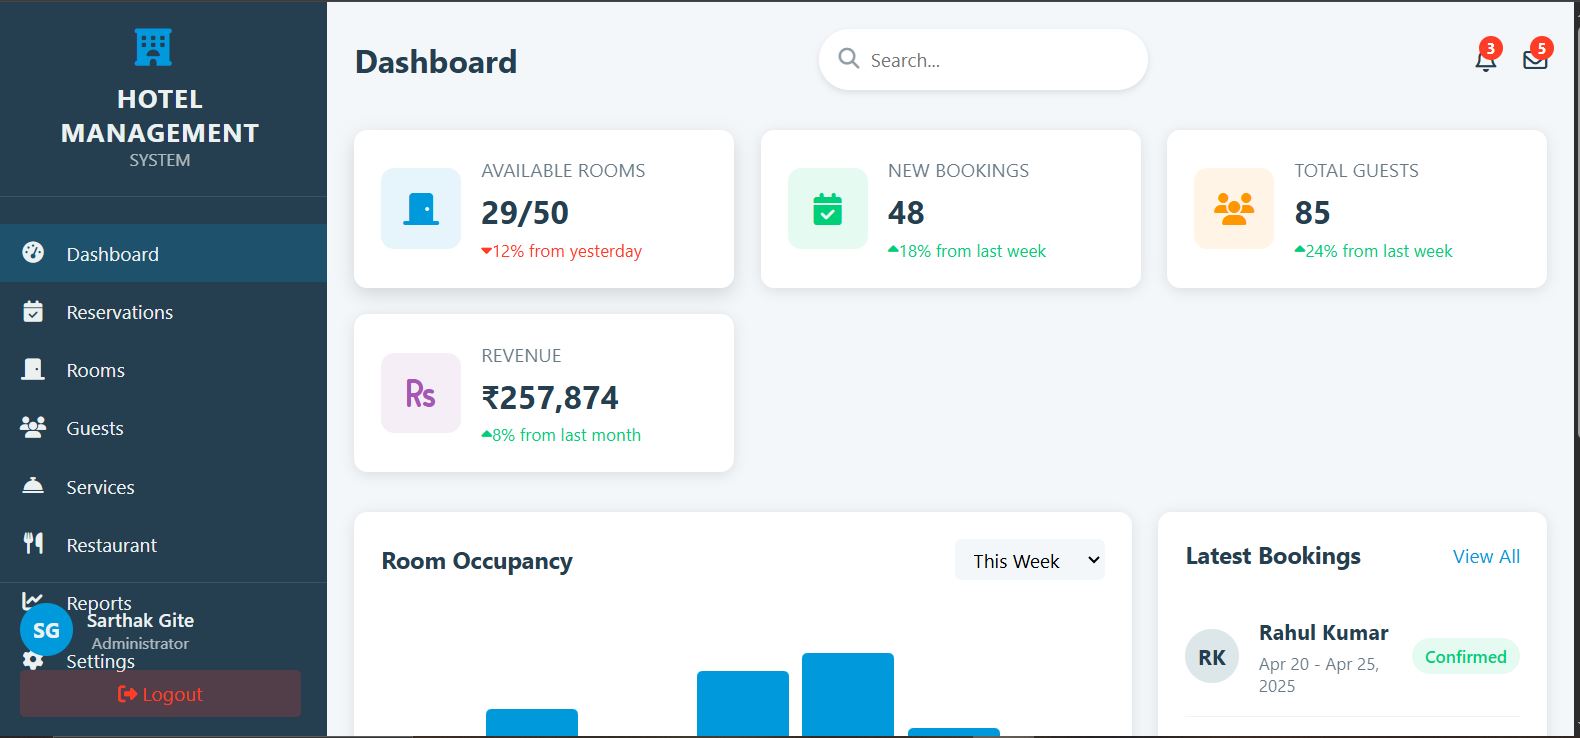 HOTEL
MANAGEMENT
SYSTEM
Dashboard
Reservations
Rooms
Guests
Services
Restaurant
Reports
SG
Sarthak Gite
Administrator
Settings
Logout
Dashboard
Search...
3
5
AVAILABLE ROOMS
29/50
12% from yesterday
NEW BOOKINGS
48
18% from last week
TOTAL GUESTS
85
24% from last week
Rs
REVENUE
₹257,874
8% from last month
Room Occupancy
This Week
Latest Bookings
View All
RK
Rahul Kumar
Apr 20 - Apr 25,
2025
Confirmed